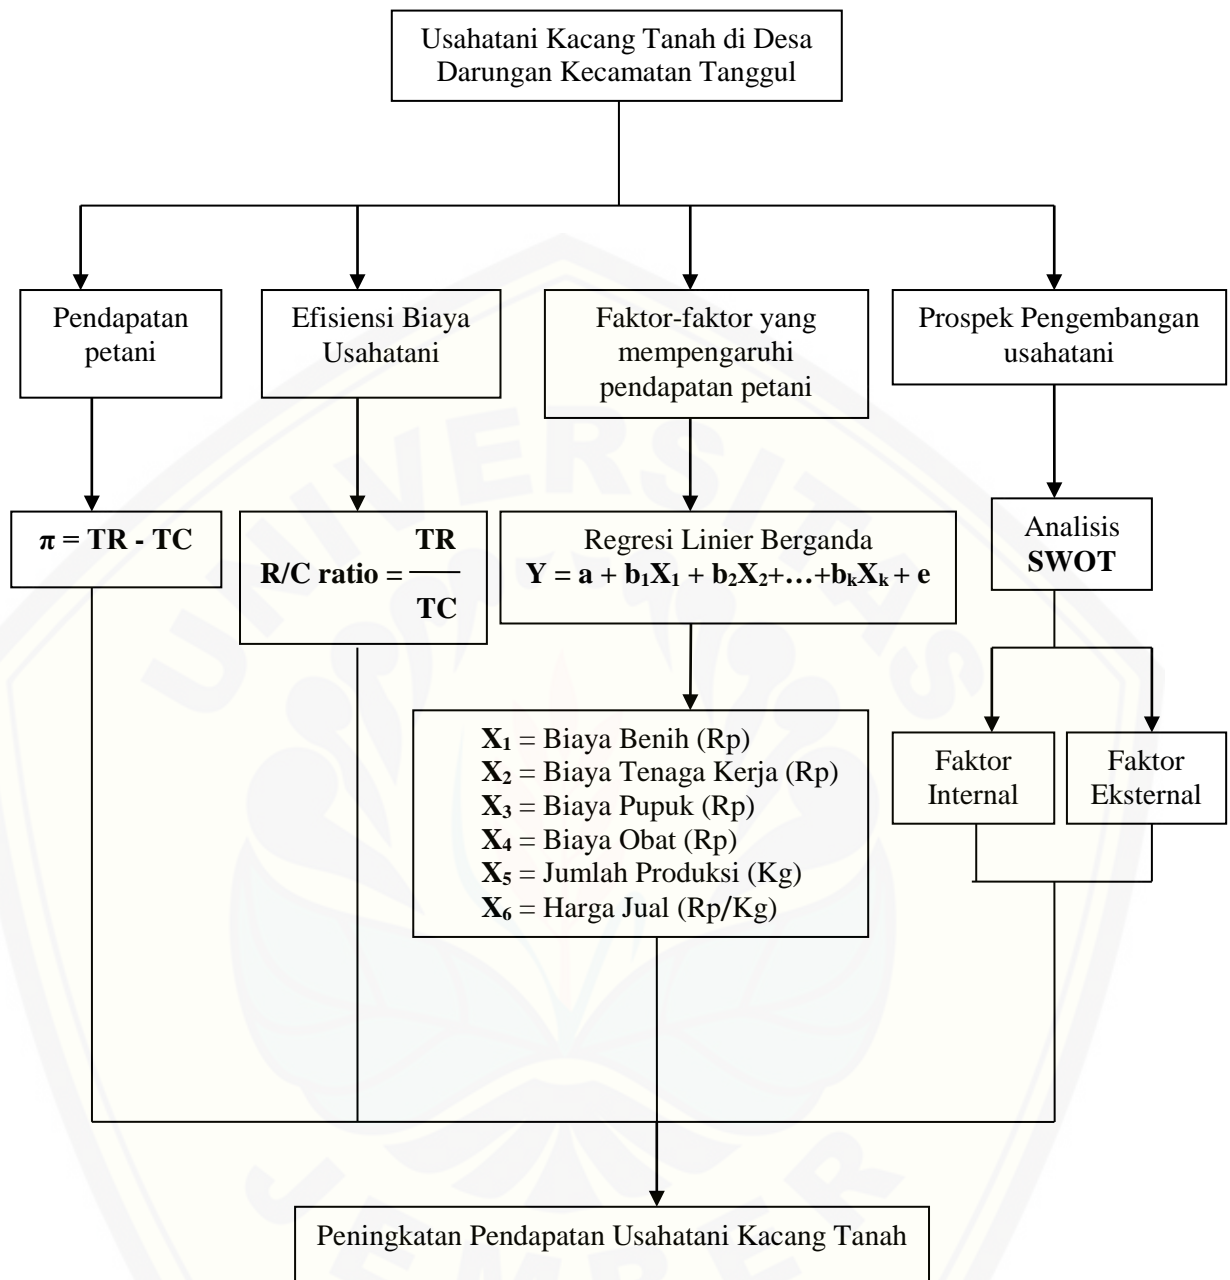 Usahatani Kacang Tanah di Desa
Darungan Kecamatan Tanggul
Pendapatan
petani
Efisiensi Biaya
Usahatani
Faktor-faktor yang
mempengaruhi
pendapatan petani
Prospek Pengembangan
usahatani
π = TR - TC
TR
R/C ratio =
TC
Regresi Linier Berganda
Y = a + b₁X₁ + b₂X₂+…+bₖXₖ + e
Analisis
SWOT
X₁ = Biaya Benih (Rp)
X₂ = Biaya Tenaga Kerja (Rp)
X₃ = Biaya Pupuk (Rp)
X₄ = Biaya Obat (Rp)
X₅ = Jumlah Produksi (Kg)
X₆ = Harga Jual (Rp/Kg)
Faktor
Internal
Faktor
Eksternal
Peningkatan Pendapatan Usahatani Kacang Tanah
UNIVERSITAS
JEMBER